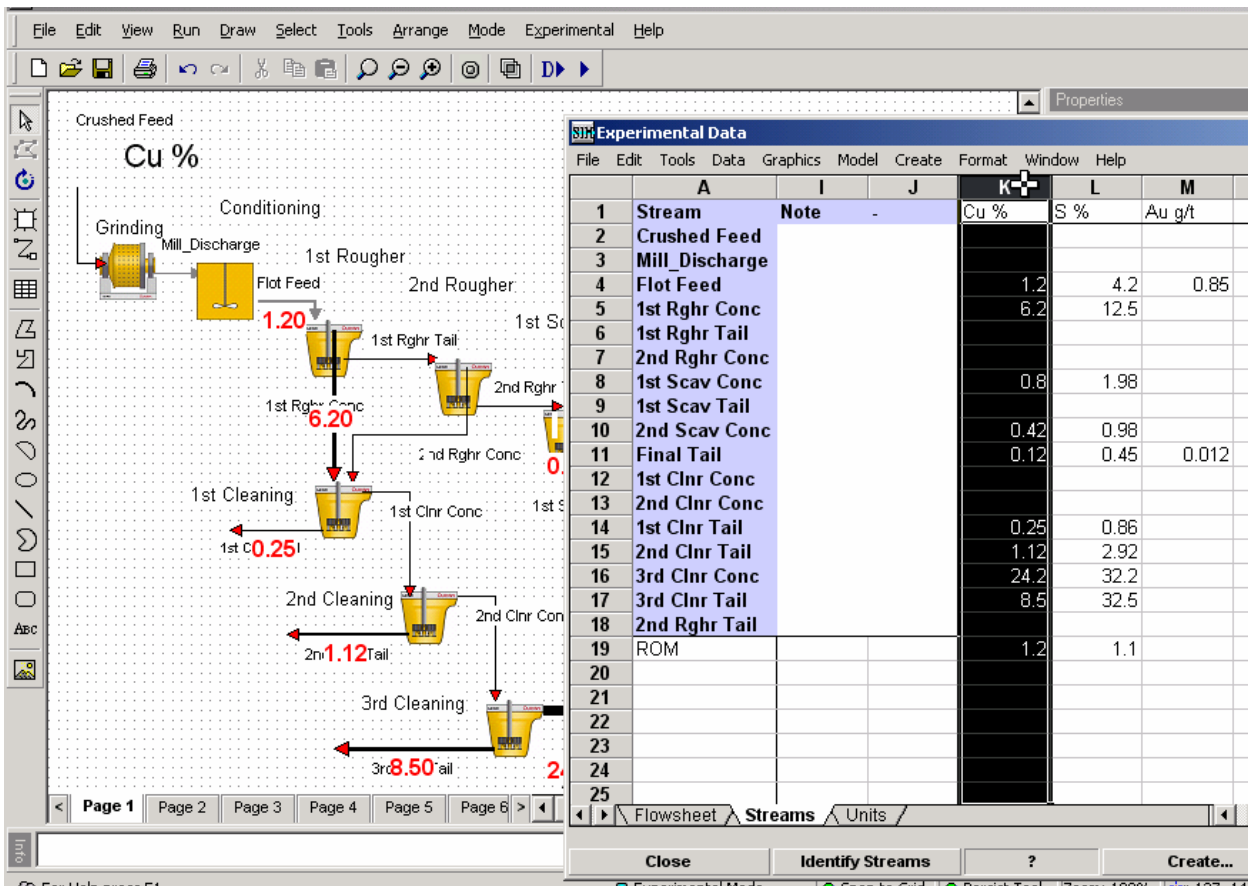 File Edit View Run Draw Select Tools Arrange Mode Experimental Help
Properties
Crushed Feed
Cu %
Conditioning
Grinding
Mill_Discharge
1st Rougher
Flot Feed
2nd Rougher
1.20
1st Rghr Tail
2nd Rghr
1st Rghr Conc
6.20
2nd Rghr Conc
0.
1st Cleaning
1st Clnr Conc
1st
0.25
2nd Cleaning
2nd Clnr Con
1.12 Tail
3rd Cleaning
8.50
ABC
< Page 1 Page 2 Page 3 Page 4 Page 5 Page 6 >
Info
SIM Experimental Data
File Edit Tools Data Graphics Model Create Format Window Help
A I J K L M
1 Stream Note - Cu % S % Au g/t
2 Crushed Feed
3 Mill_Discharge
4 Flot Feed 1.2 4.2 0.85
5 1st Rghr Conc 6.2 12.5
6 1st Rghr Tail
7 2nd Rghr Conc
8 1st Scav Conc 0.8 1.98
9 1st Scav Tail
10 2nd Scav Conc 0.42 0.98
11 Final Tail 0.12 0.45 0.012
12 1st Clnr Conc
13 2nd Clnr Conc
14 1st Clnr Tail 0.25 0.86
15 2nd Clnr Tail 1.12 2.92
16 3rd Clnr Conc 24.2 32.2
17 3rd Clnr Tail 8.5 32.5
18 2nd Rghr Tail
19 ROM 1.2 1.1
20
21
22
23
24
25
Flowsheet Streams Units
Close Identify Streams ? Create...